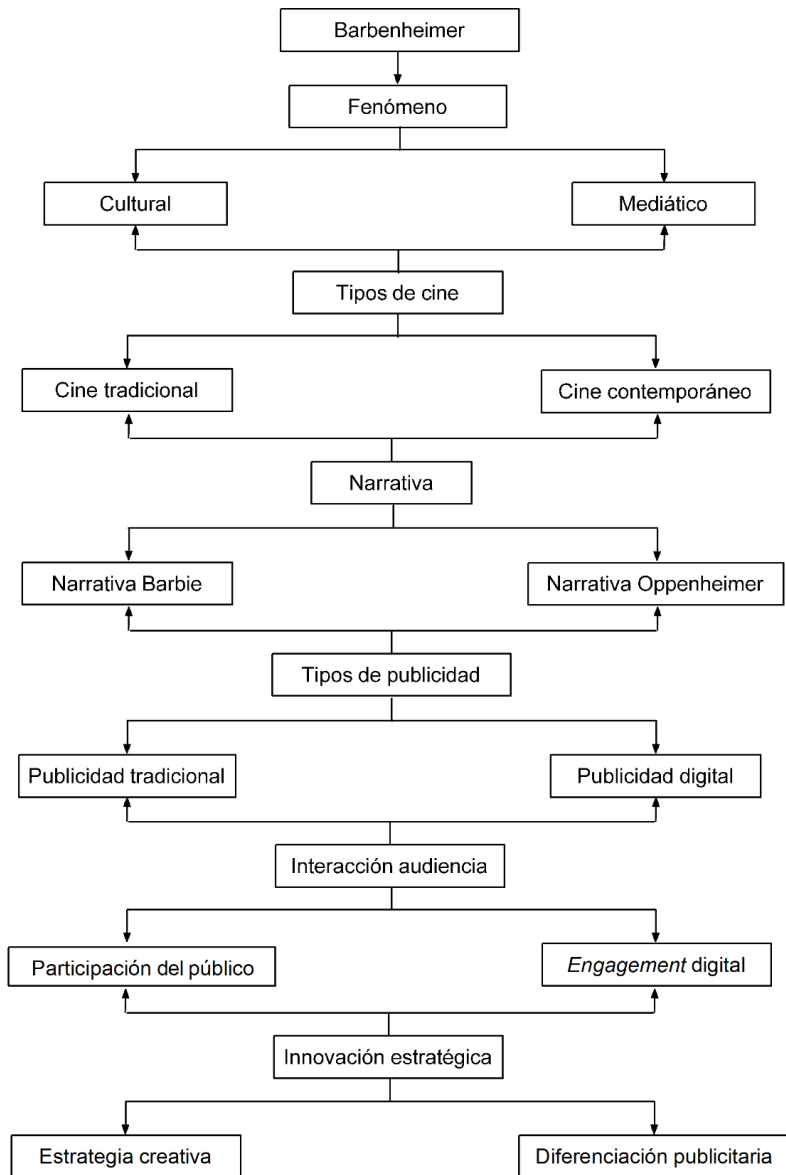 Barbenheimer
Fenómeno
Cultural
Mediático
Tipos de cine
Cine tradicional
Cine contemporáneo
Narrativa
Narrativa Barbie
Narrativa Oppenheimer
Tipos de publicidad
Publicidad tradicional
Publicidad digital
Interacción audiencia
Participación del público
Engagement digital
Innovación estratégica
Estrategia creativa
Diferenciación publicitaria